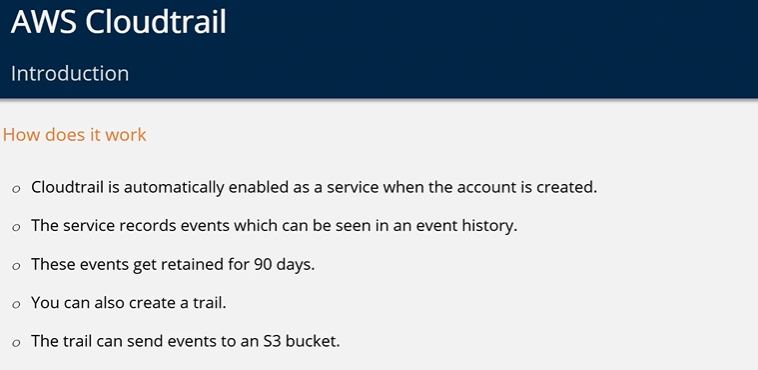 AWS Cloudtrail
Introduction
How does it work
o Cloudtrail is automatically enabled as a service when the account is created.
o The service records events which can be seen in an event history.
o These events get retained for 90 days.
o You can also create a trail.
o The trail can send events to an S3 bucket.